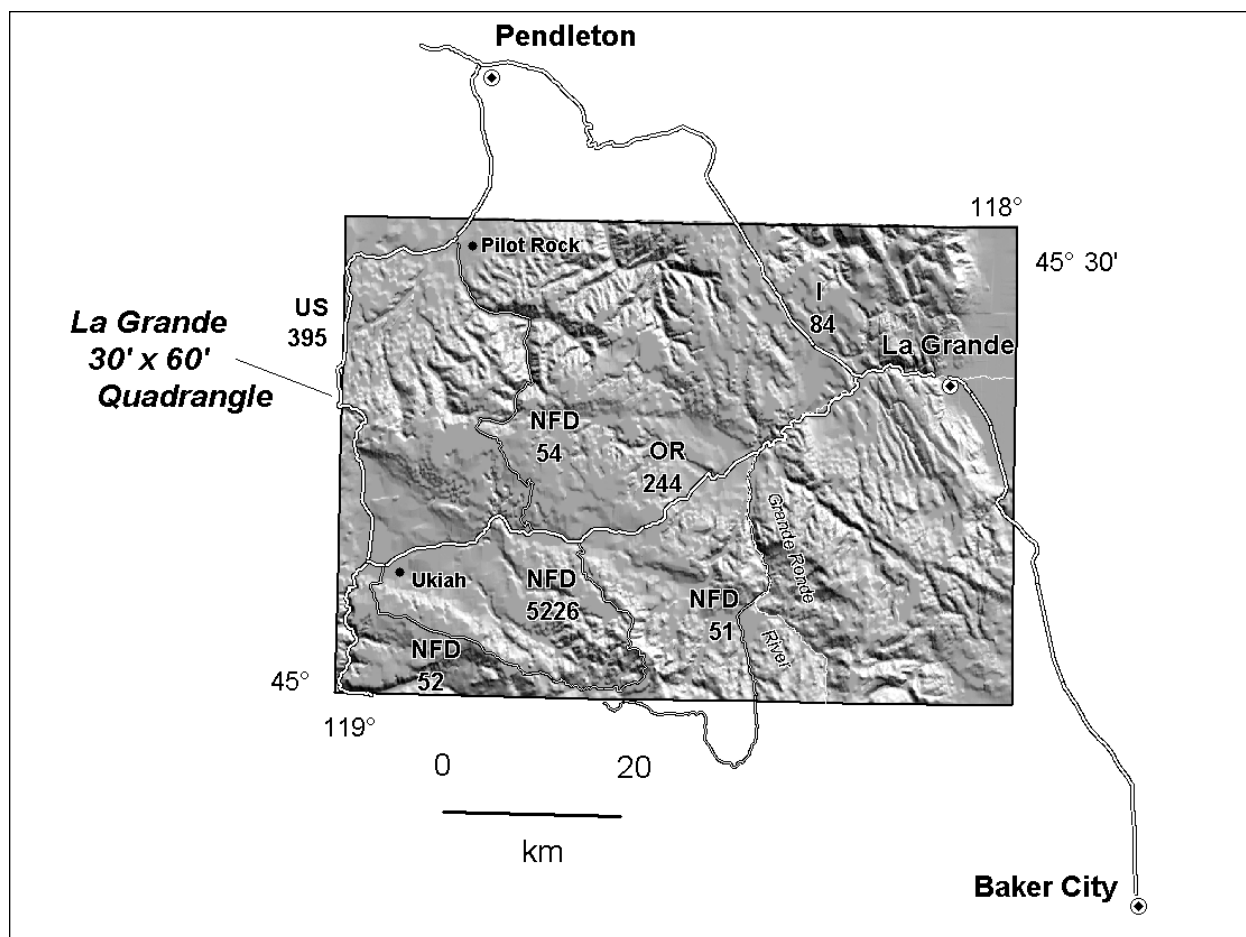 Pendleton
118°
Pilot Rock
45° 30'
US
395
I
84
La Grande
30' x 60'
Quadrangle
La Grande
NFD
54
OR
244
Grande Ronde
River
Ukiah
NFD
5226
NFD
51
NFD
52
45°
119°
0 20
km
Baker City